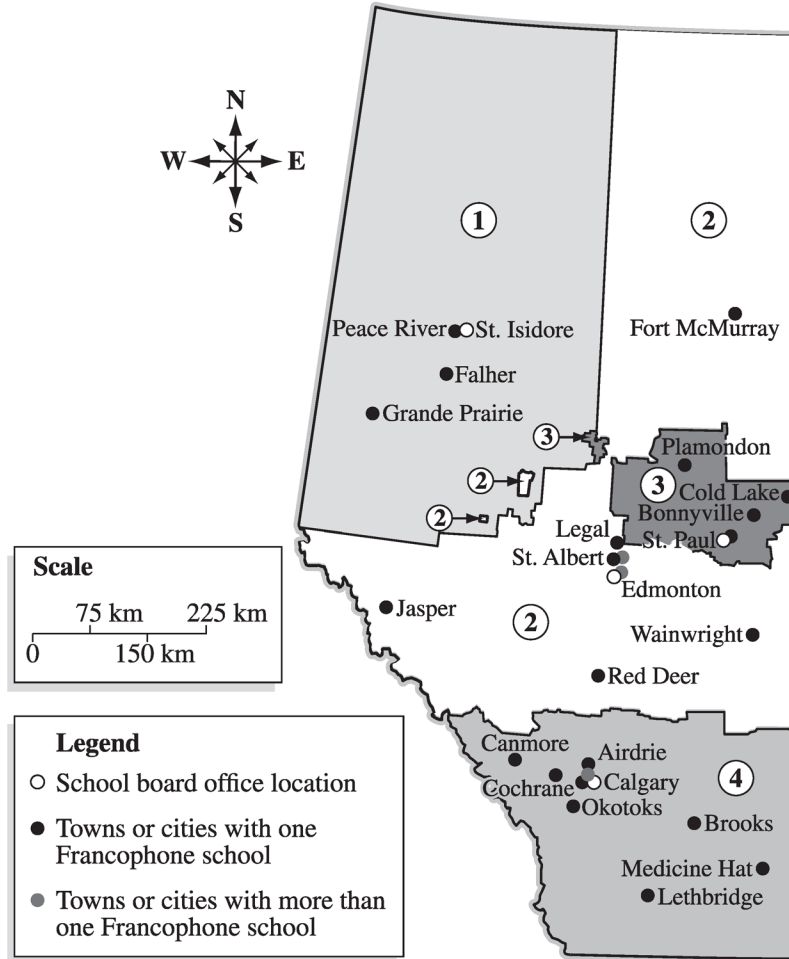 N
W E
S
1
2
Peace River St. Isidore
Fort McMurray
Falher
Grande Prairie
3
Plamondon
2
3
Cold Lake
Bonnyville
2
Legal
St. Paul
St. Albert
Edmonton
Scale
75 km 225 km
0 150 km
Jasper
2
Wainwright
Red Deer
Legend
School board office location
Towns or cities with one
Francophone school
Towns or cities with more than
one Francophone school
Canmore
Airdrie
Cochrane
Calgary
4
Okotoks
Brooks
Medicine Hat
Lethbridge